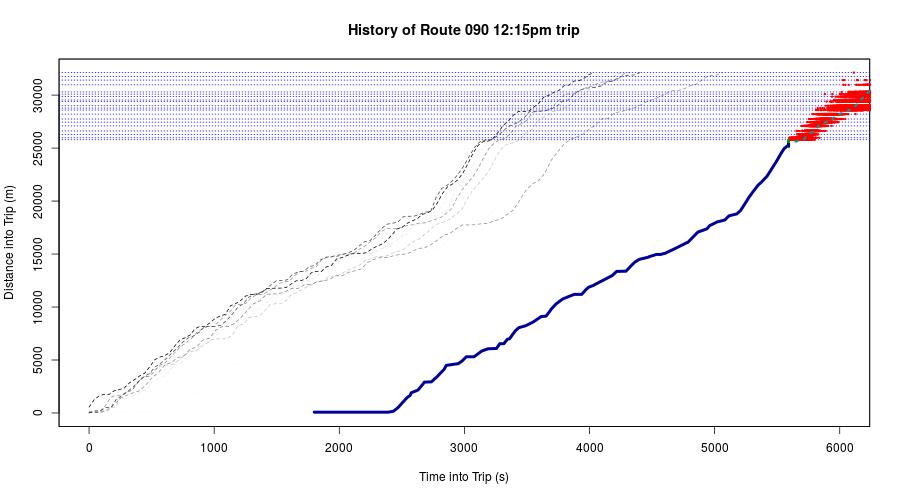 History of Route 090 12:15pm trip
Distance into Trip (m)
30000
25000
20000
15000
10000
5000
0
0 1000 2000 3000 4000 5000 6000
Time into Trip (s)